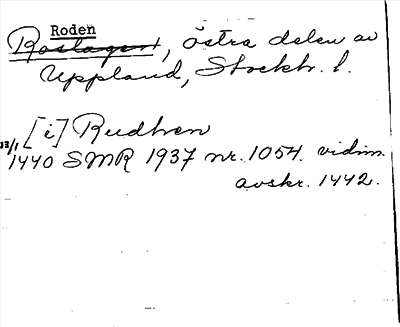 Roden
Roslagen, östra delen av
Uppland, Stockh. l.
[i] Rudhen
13/1 1440 SMR 1937 nr. 1054. vidim.
avskr. 1442.